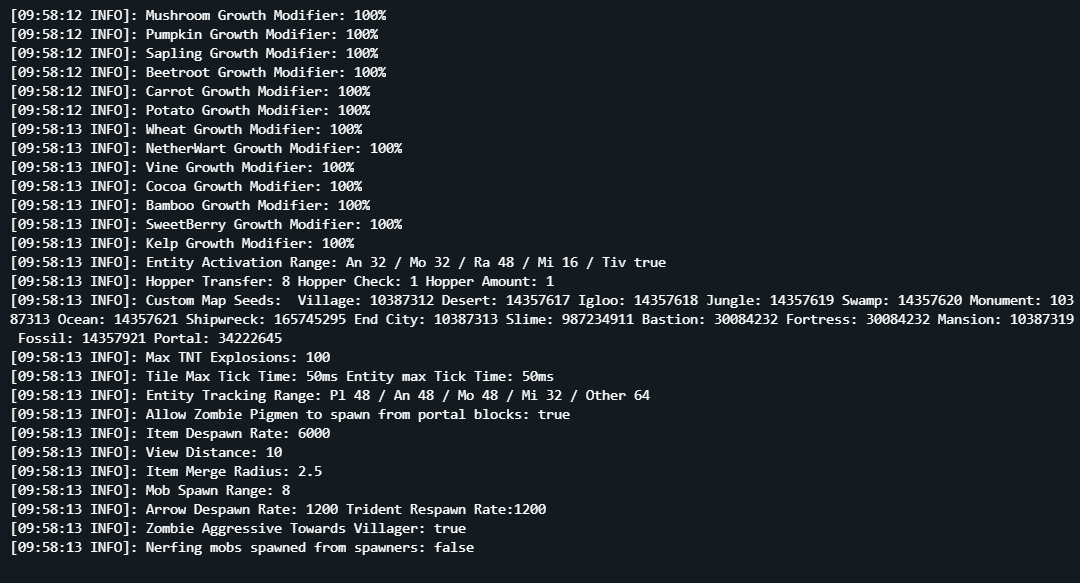 [09:58:12 INFO]: Mushroom Growth Modifier: 100%
[09:58:12 INFO]: Pumpkin Growth Modifier: 100%
[09:58:12 INFO]: Sapling Growth Modifier: 100%
[09:58:12 INFO]: Beetroot Growth Modifier: 100%
[09:58:12 INFO]: Carrot Growth Modifier: 100%
[09:58:12 INFO]: Potato Growth Modifier: 100%
[09:58:13 INFO]: Wheat Growth Modifier: 100%
[09:58:13 INFO]: NetherWart Growth Modifier: 100%
[09:58:13 INFO]: Vine Growth Modifier: 100%
[09:58:13 INFO]: Cocoa Growth Modifier: 100%
[09:58:13 INFO]: Bamboo Growth Modifier: 100%
[09:58:13 INFO]: SweetBerry Growth Modifier: 100%
[09:58:13 INFO]: Kelp Growth Modifier: 100%
[09:58:13 INFO]: Entity Activation Range: An 32 / Mo 32 / Ra 48 / Mi 16 / Tiv true
[09:58:13 INFO]: Hopper Transfer: 8 Hopper Check: 1 Hopper Amount: 1
[09:58:13 INFO]: Custom Map Seeds:  Village: 10387312 Desert: 14357617 Igloo: 14357618 Jungle: 14357619 Swamp: 14357620 Monument: 103
87313 Ocean: 14357621 Shipwreck: 165745295 End City: 10387313 Slime: 987234911 Bastion: 30084232 Fortress: 30084232 Mansion: 10387319
Fossil: 14357921 Portal: 34222645
[09:58:13 INFO]: Max TNT Explosions: 100
[09:58:13 INFO]: Tile Max Tick Time: 50ms Entity max Tick Time: 50ms
[09:58:13 INFO]: Entity Tracking Range: Pl 48 / An 48 / Mo 48 / Mi 32 / Other 64
[09:58:13 INFO]: Allow Zombie Pigmen to spawn from portal blocks: true
[09:58:13 INFO]: Item Despawn Rate: 6000
[09:58:13 INFO]: View Distance: 10
[09:58:13 INFO]: Item Merge Radius: 2.5
[09:58:13 INFO]: Mob Spawn Range: 8
[09:58:13 INFO]: Arrow Despawn Rate: 1200 Trident Respawn Rate:1200
[09:58:13 INFO]: Zombie Aggressive Towards Villager: true
[09:58:13 INFO]: Nerfing mobs spawned from spawners: false